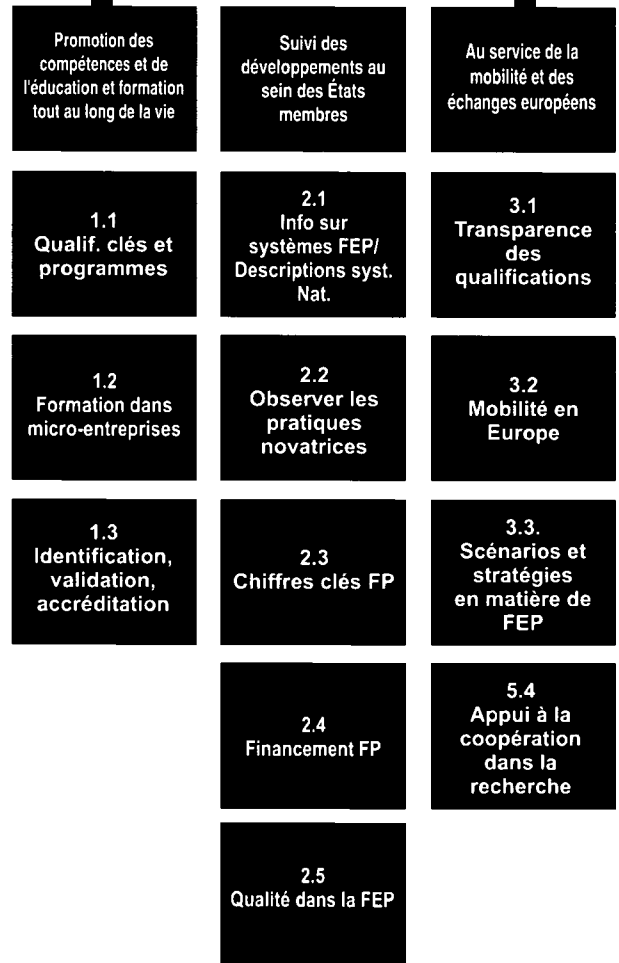 Promotion des
compétences et de
l'éducation et formation
tout au long de la vie
Suivi des
développements au
sein des États
membres
Au service de la
mobilité et des
échanges européens
1.1
Qualif. clés et
programmes
2.1
Info sur
systèmes FEP/
Descriptions syst.
Nat.
3.1
Transparence
des
qualifications
1.2
Formation dans
micro-entreprises
2.2
Observer les
pratiques
novatrices
3.2
Mobilité en
Europe
1.3
Identification,
validation,
accréditation
2.3
Chiffres clés FP
3.3.
Scénarios et
stratégies
en matière de
FEP
2.4
Financement FP
5.4
Appui à la
coopération
dans la
recherche
2.5
Qualité dans la FEP